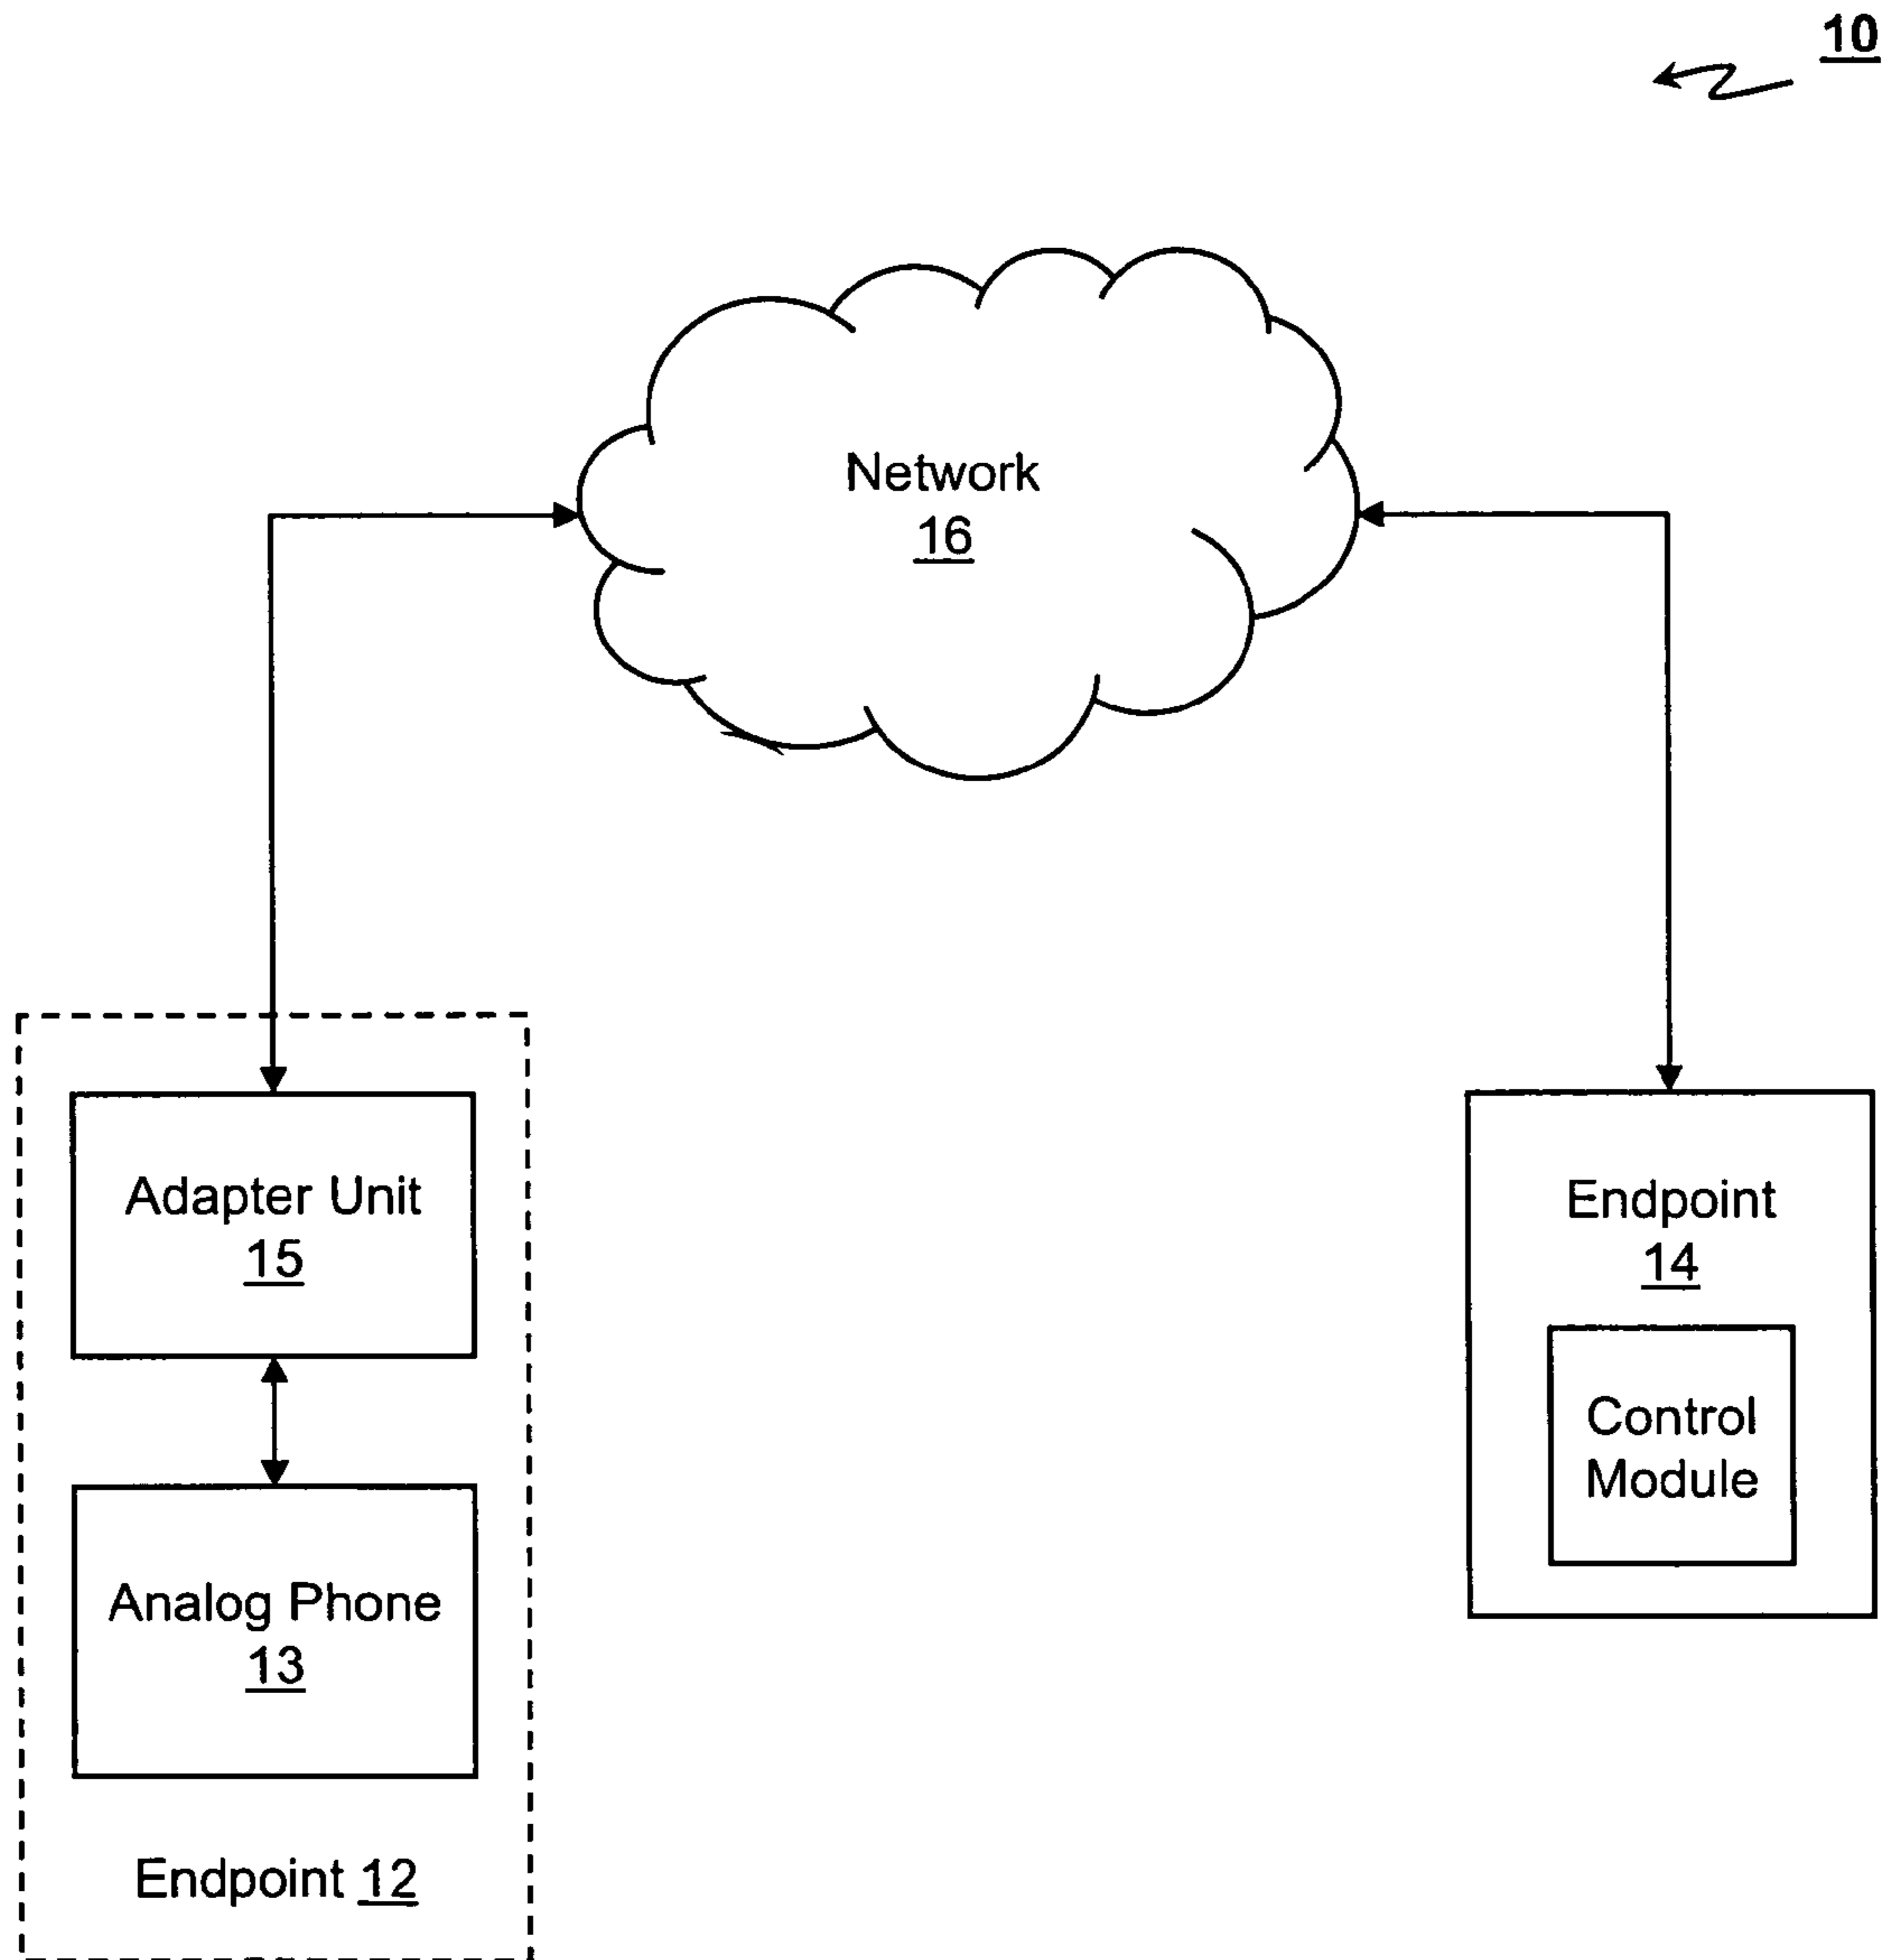 10
Network
16
Adapter Unit
15
Analog Phone
13
Endpoint 12
Endpoint
14
Control
Module